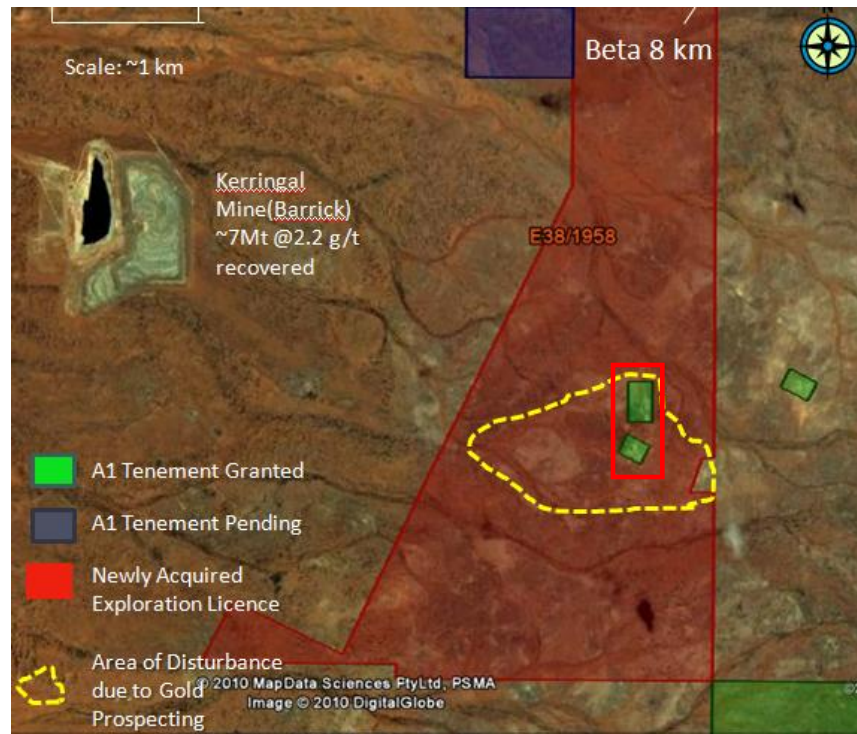 N
Beta 8 km
Scale: ~1 km
Kerringal
Mine(Barrick)
~7Mt @2.2 g/t
recovered
E38/1958
A1 Tenement Granted
A1 Tenement Pending
Newly Acquired
Exploration Licence
Area of Disturbance
due to Gold
Prospecting
© 2010 MapData Sciences PtyLtd, PSMA
Image © 2010 DigitalGlobe